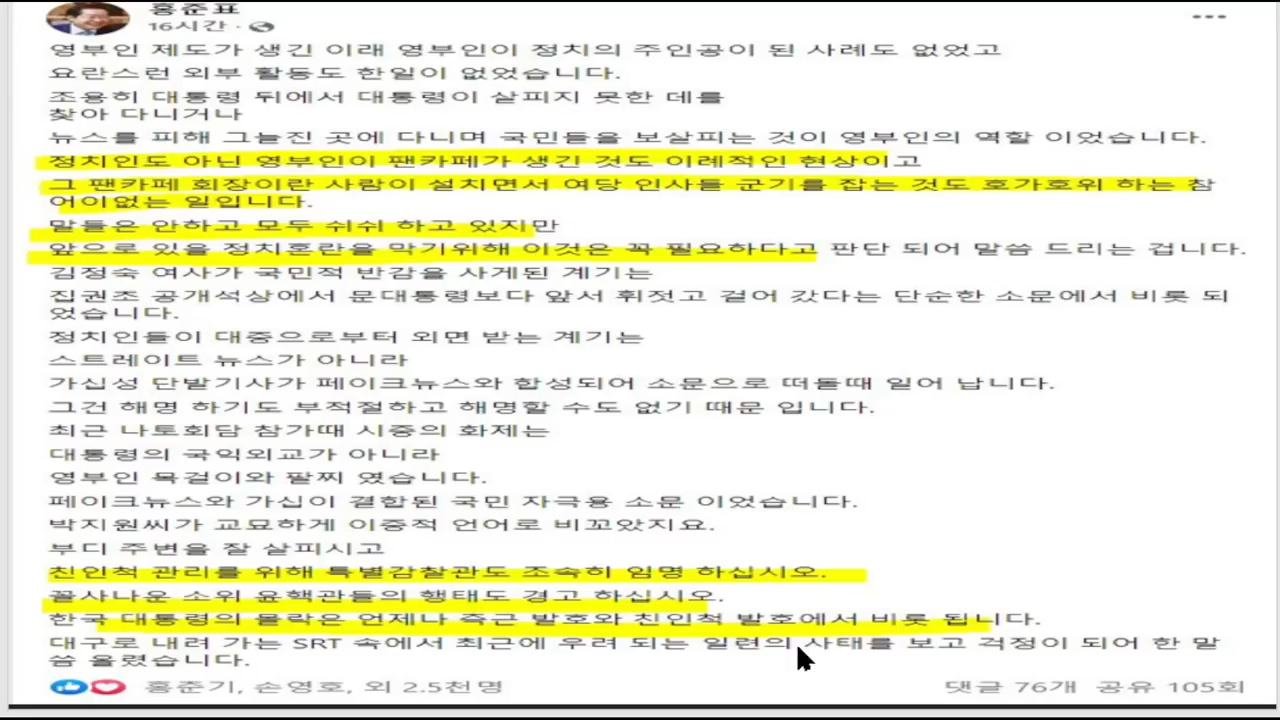 홍준표
16시간 ·
영부인 제도가 생긴 이래 영부인이 정치의 주인공이 된 사례도 없었고
요란스런 외부 활동도 한일이 없었습니다.
조용히 대통령 뒤에서 대통령이 살피지 못한 데를
찾아 다니거나
뉴스를 피해 그늘진 곳에 다니며 국민들을 보살피는 것이 영부인의 역할 이었습니다.
정치인도 아닌 영부인이 팬카페가 생긴 것도 이례적인 현상이고
그 팬카페 회장이란 사람이 설치면서 여당 인사들 군기를 잡는 것도 호가호위 하는 참
어이없는 일입니다.
말들은 안하고 모두 쉬쉬 하고 있지만
앞으로 있을 정치혼란을 막기위해 이것은 꼭 필요하다고 판단 되어 말씀 드리는 겁니다.
김정숙 여사가 국민적 반감을 사게된 계기는
집권초 공개석상에서 문대통령보다 앞서 휘젓고 걸어 갔다는 단순한 소문에서 비롯 되
었습니다.
정치인들이 대중으로부터 외면 받는 계기는
스트레이트 뉴스가 아니라
가십성 단발기사가 페이크뉴스와 합성되어 소문으로 떠돌때 일어 납니다.
그건 해명 하기도 부적절하고 해명할 수도 없기 때문 입니다.
최근 나토회담 참가때 시중의 화제는
대통령의 국익외교가 아니라
영부인 목걸이와 팔찌 였습니다.
페이크뉴스와 가십이 결합된 국민 자극용 소문 이었습니다.
박지원씨가 교묘하게 이중적 언어로 비꼬았지요.
부디 주변을 잘 살피시고
친인척 관리를 위해 특별감찰관도 조속히 임명 하십시오.
꼴사나운 소위 윤핵관들의 행태도 경고 하십시오.
한국 대통령의 몰락은 언제나 측근 발호와 친인척 발호에서 비롯 됩니다.
대구로 내려 가는 SRT 속에서 최근에 우려 되는 일련의 사태를 보고 걱정이 되어 한 말
씀 올렸습니다.
홍준기, 손영호, 외 2.5천명
댓글 76개 공유 105회